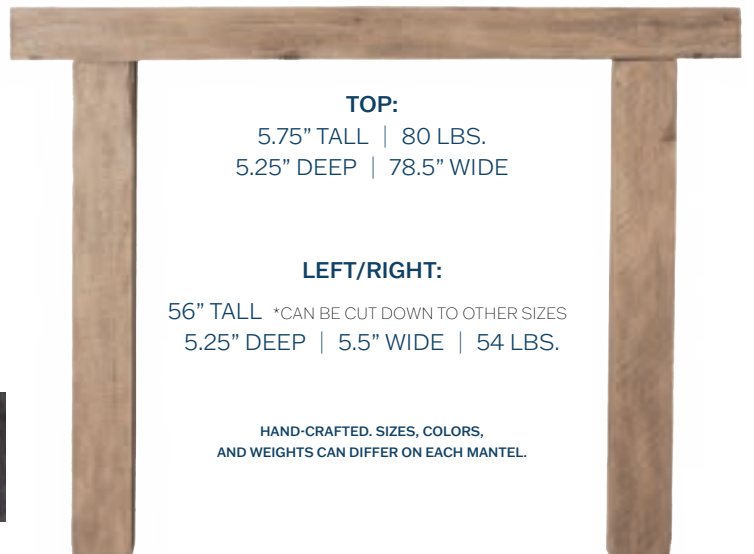 TOP:
5.75” TALL | 80 LBS.
5.25” DEEP | 78.5” WIDE
LEFT/RIGHT:
56” TALL *CAN BE CUT DOWN TO OTHER SIZES
5.25” DEEP | 5.5” WIDE | 54 LBS.
HAND-CRAFTED. SIZES, COLORS,
AND WEIGHTS CAN DIFFER ON EACH MANTEL.